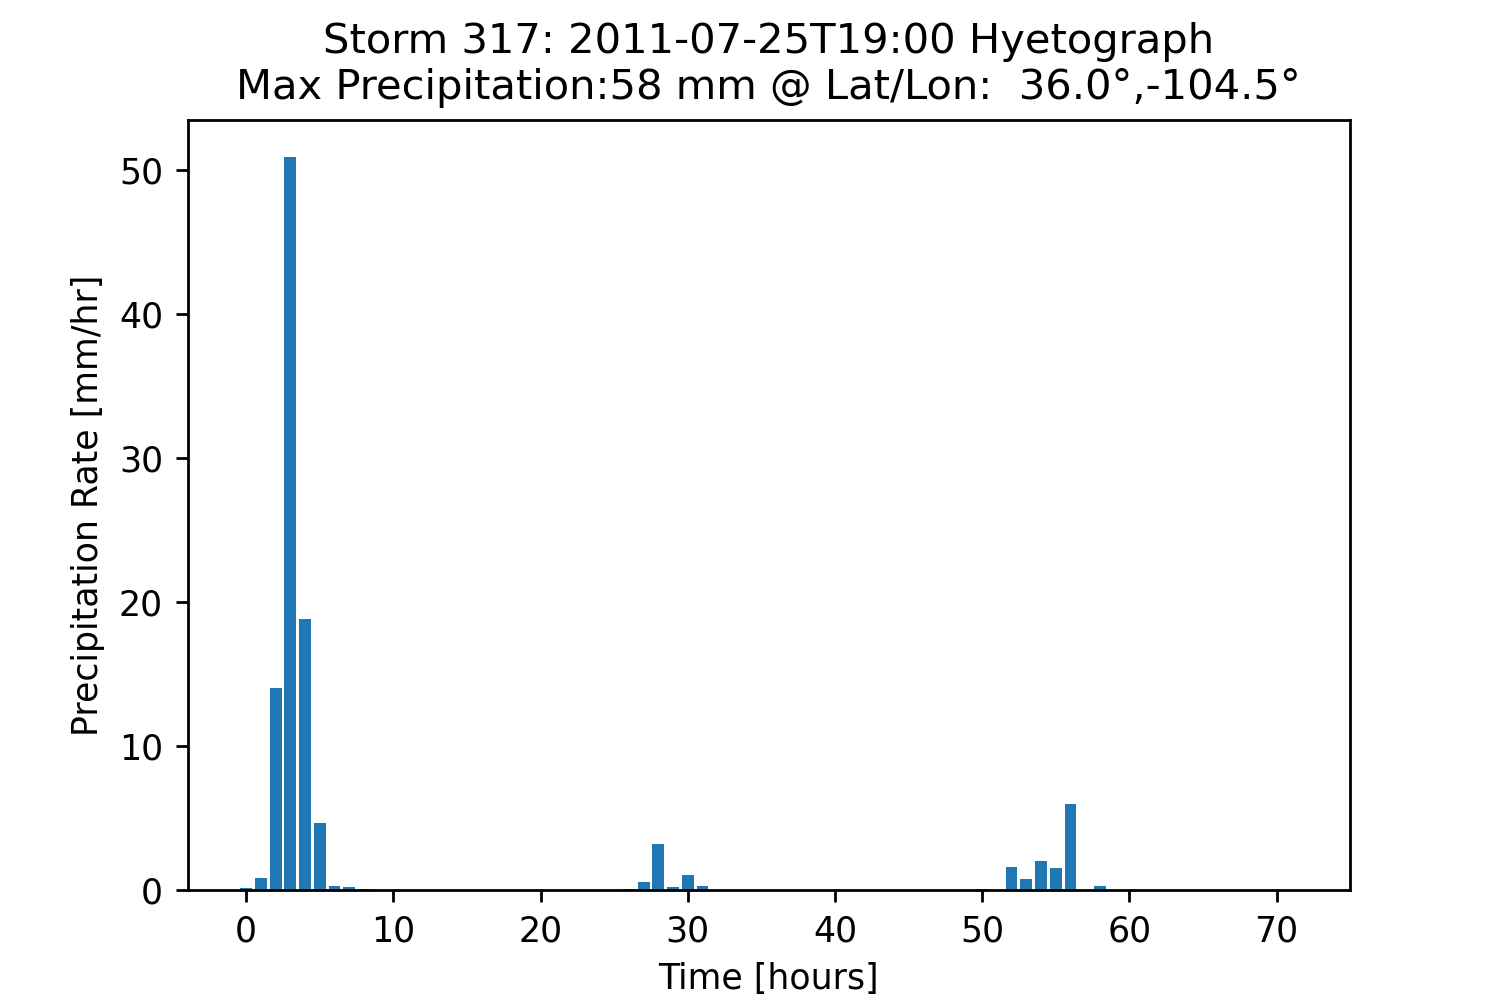 Storm 317: 2011-07-25T19:00 Hyetograph
Max Precipitation:58 mm @ Lat/Lon:  36.0°,-104.5°
Precipitation Rate [mm/hr]
50
40
30
20
10
0
0 10 20 30 40 50 60 70
Time [hours]